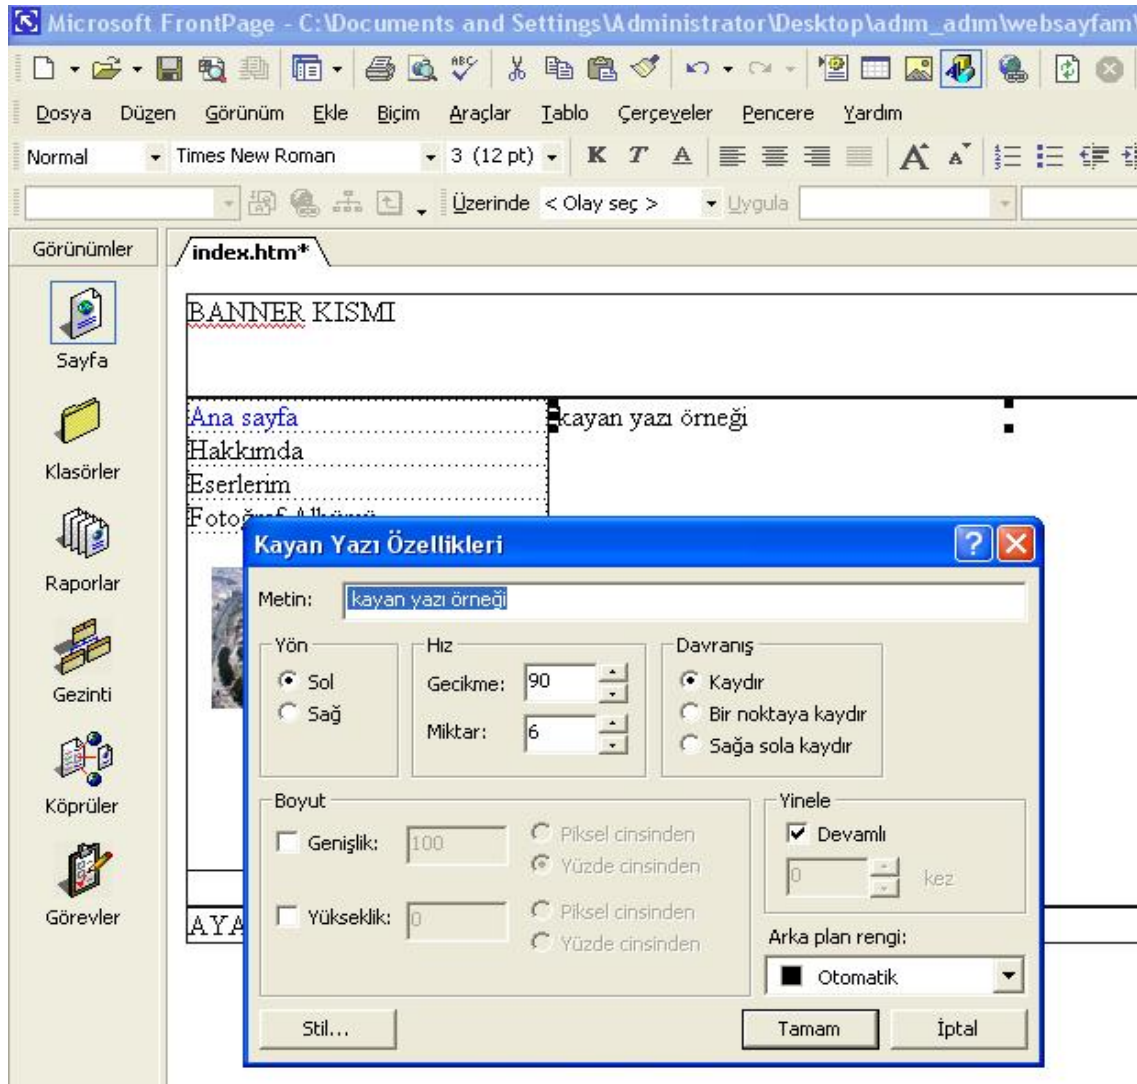 Microsoft FrontPage - C:\Documents and Settings\Administrator\Desktop\adım_adım\websayfam\
Dosya Düzen Görünüm Ekle Biçim Araçlar Tablo Çerçeveler Pencere Yardım
Normal Times New Roman 3 (12 pt) K T A A A
Üzerinde < Olay seç > Uygula
Görünümler
index.htm*
Sayfa
Klasörler
Raporlar
Gezinti
Köprüler
Görevler
BANNER KISMI
Ana sayfa kayan yazı örneği
Hakkımda
Eserlerim
Fotoğraf Albümü
Kayan Yazı Özellikleri
Metin: kayan yazı örneği
Yön Hız Davranış
Sol Gecikme: 90 Kaydır
Sağ Miktar: 6 Bir noktaya kaydır
Sağa sola kaydır
Boyut Yinele
Genişlik: 100 Piksel cinsinden Devamlı
Yüzde cinsinden 0 kez
Yükseklik: 0 Piksel cinsinden
Yüzde cinsinden
Arka plan rengi:
Otomatik
Stil... Tamam İptal
AYA